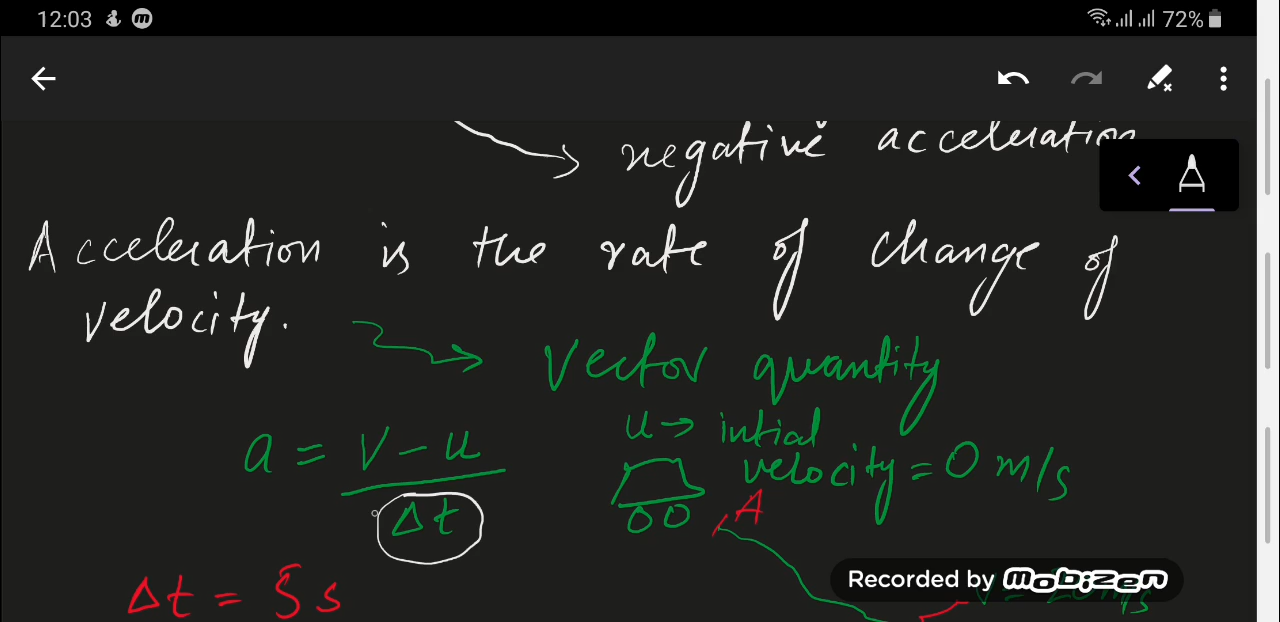 12:03 72%
negative acceleration
Acceleration is the rate of change of
velocity.
Vector quantity
u → intial
a = v - u
velocity = 0 m/s
Δt
A
Recorded by mobizen
Δt = 5 s